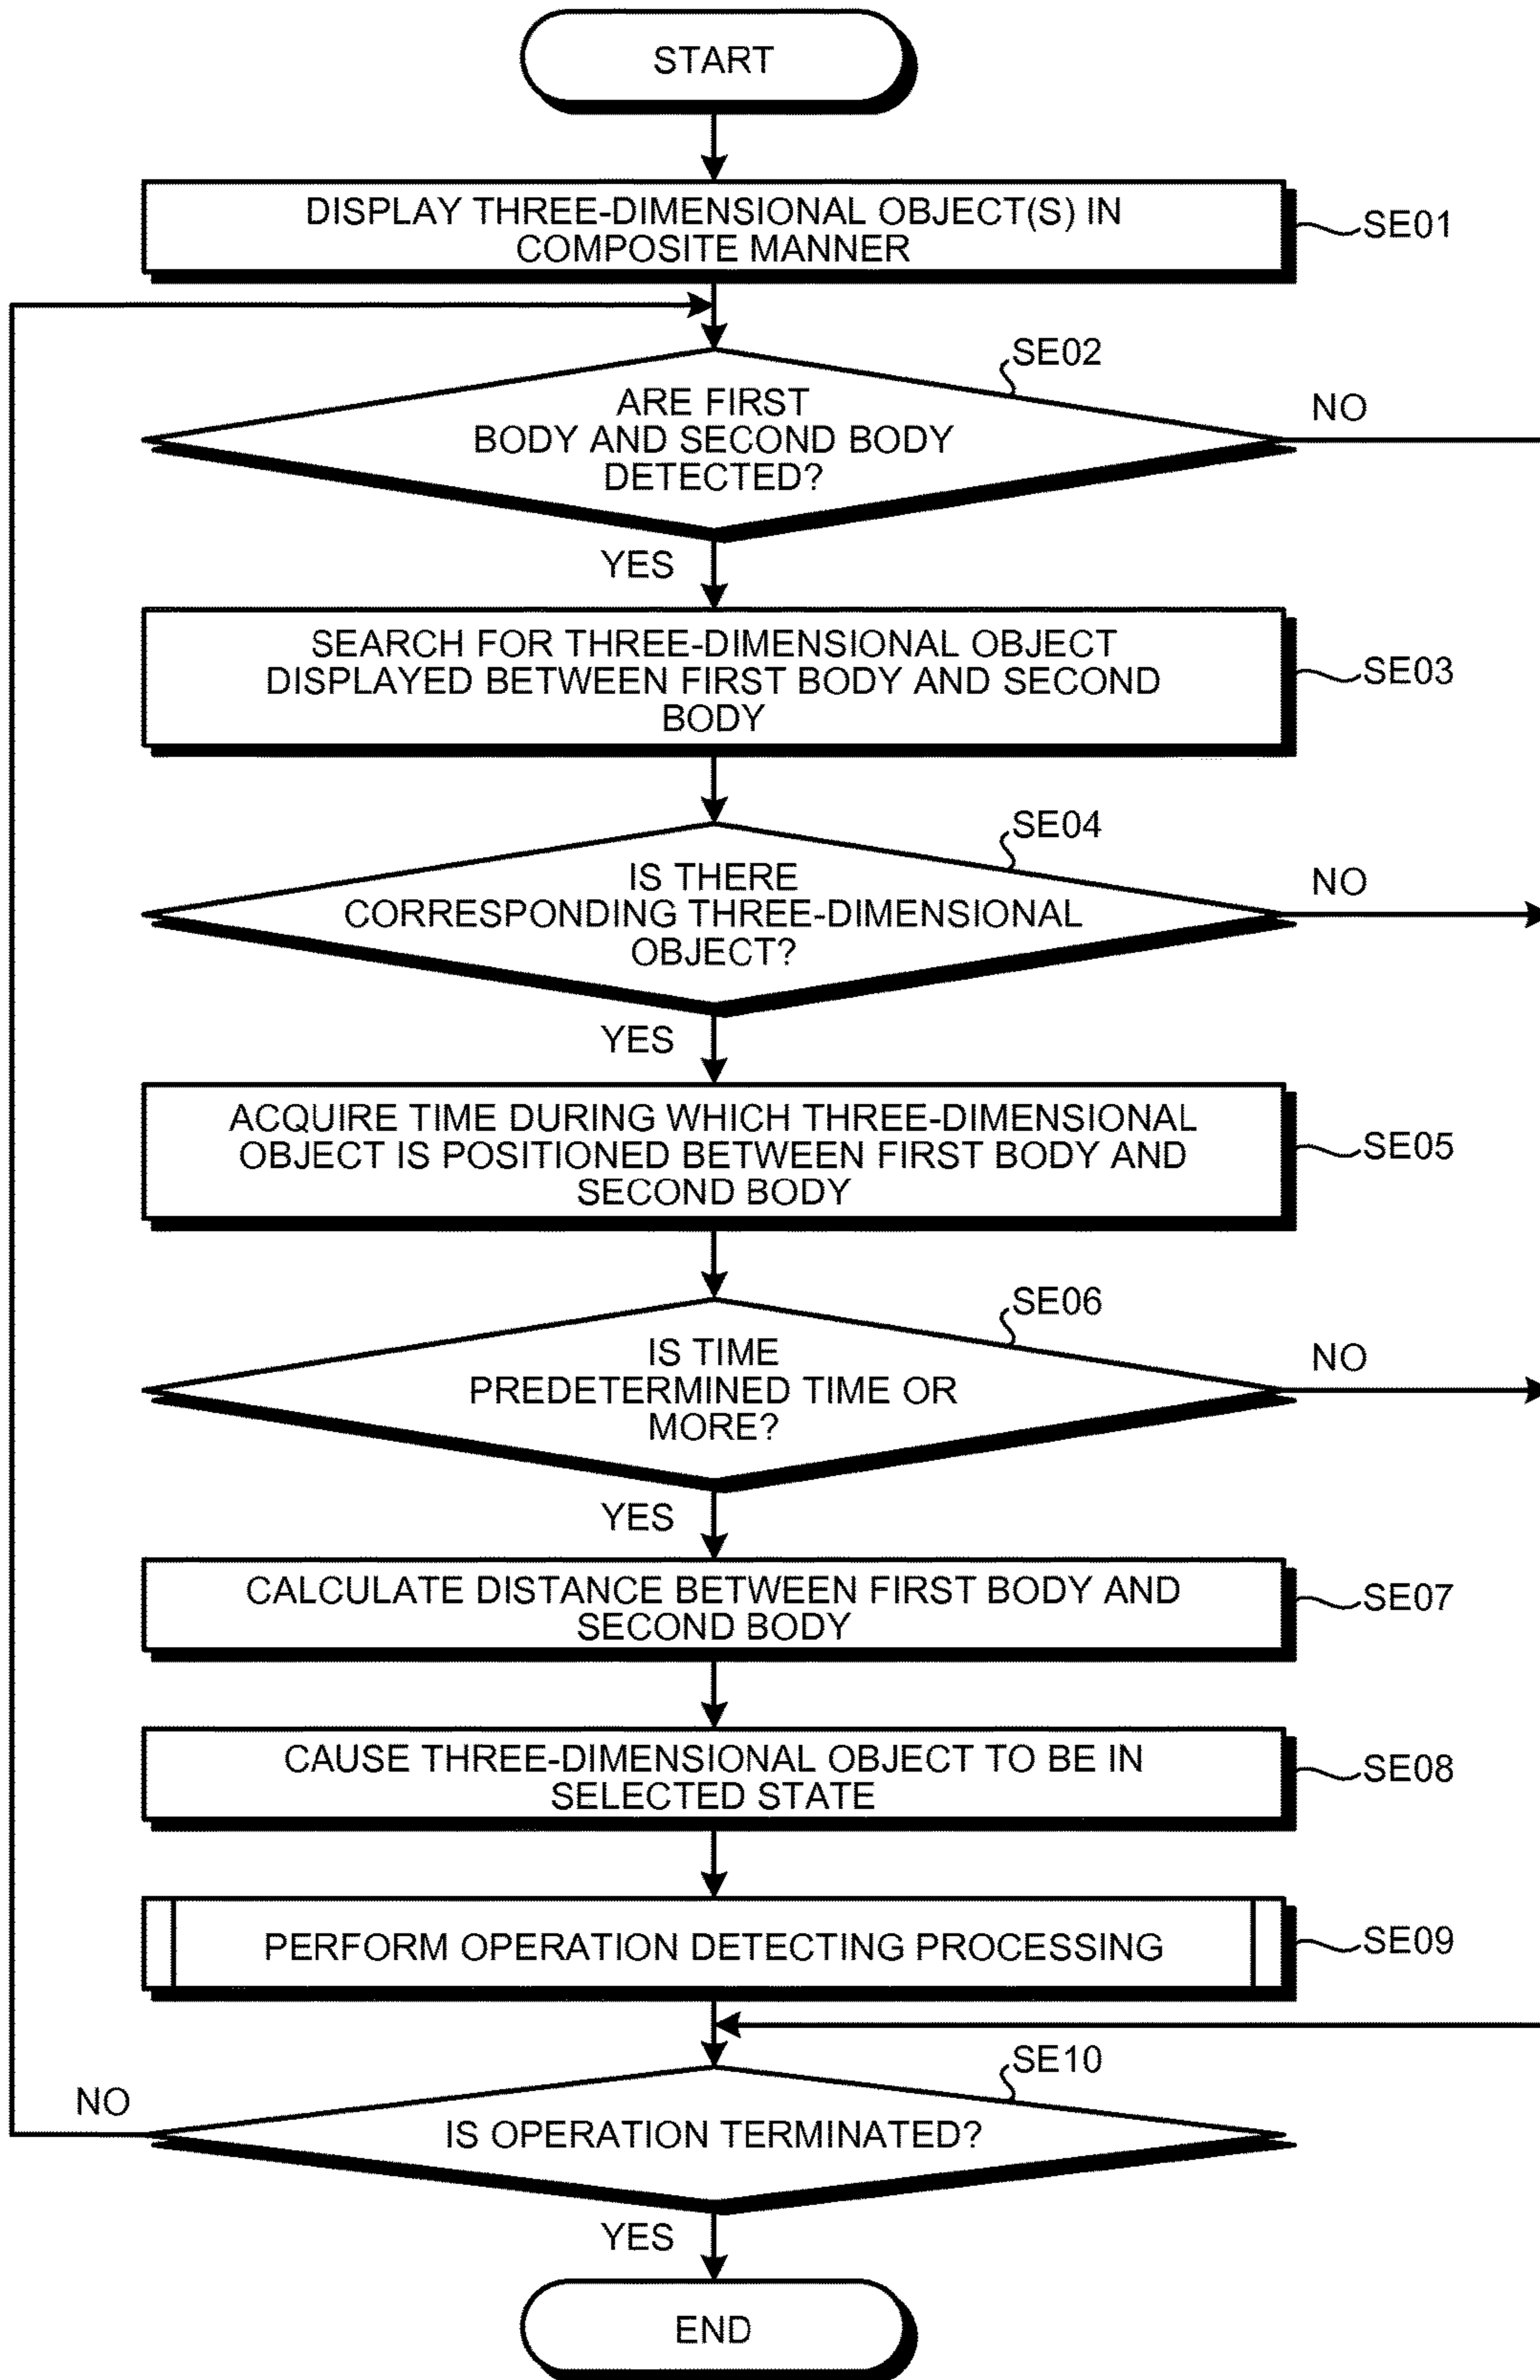 START
DISPLAY THREE-DIMENSIONAL OBJECT(S) IN
COMPOSITE MANNER
SE01
SE02
ARE FIRST
BODY AND SECOND BODY
DETECTED?
NO
YES
SEARCH FOR THREE-DIMENSIONAL OBJECT
DISPLAYED BETWEEN FIRST BODY AND SECOND
BODY
SE03
SE04
IS THERE
CORRESPONDING THREE-DIMENSIONAL
OBJECT?
NO
YES
ACQUIRE TIME DURING WHICH THREE-DIMENSIONAL
OBJECT IS POSITIONED BETWEEN FIRST BODY AND
SECOND BODY
SE05
SE06
IS TIME
PREDETERMINED TIME OR
MORE?
NO
YES
CALCULATE DISTANCE BETWEEN FIRST BODY AND
SECOND BODY
SE07
CAUSE THREE-DIMENSIONAL OBJECT TO BE IN
SELECTED STATE
SE08
PERFORM OPERATION DETECTING PROCESSING
SE09
SE10
NO
IS OPERATION TERMINATED?
YES
END